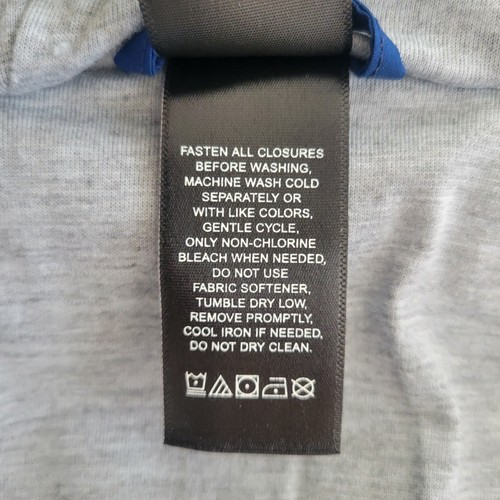 FASTEN ALL CLOSURES
BEFORE WASHING,
MACHINE WASH COLD
SEPARATELY OR
WITH LIKE COLORS,
GENTLE CYCLE,
ONLY NON-CHLORINE
BLEACH WHEN NEEDED,
DO NOT USE
FABRIC SOFTENER,
TUMBLE DRY LOW,
REMOVE PROMPTLY,
COOL IRON IF NEEDED,
DO NOT DRY CLEAN.